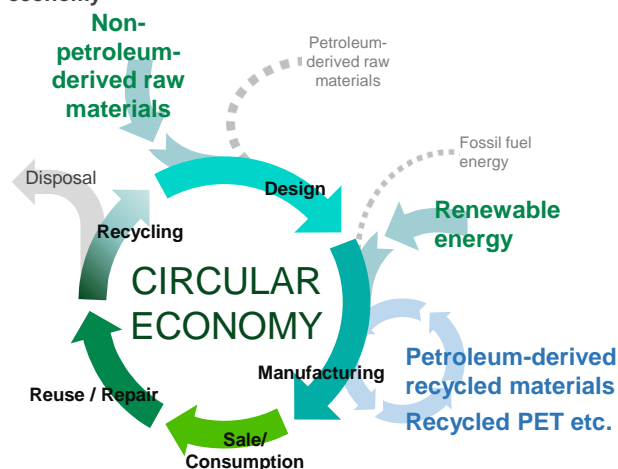 economy
Non-
petroleum-
derived raw
materials
Petroleum-
derived raw
materials
Fossil fuel
energy
Disposal
Design
Renewable
energy
Recycling
CIRCULAR
ECONOMY
Manufacturing
Petroleum-derived
recycled materials
Recycled PET etc.
Reuse / Repair
Sale/
Consumption